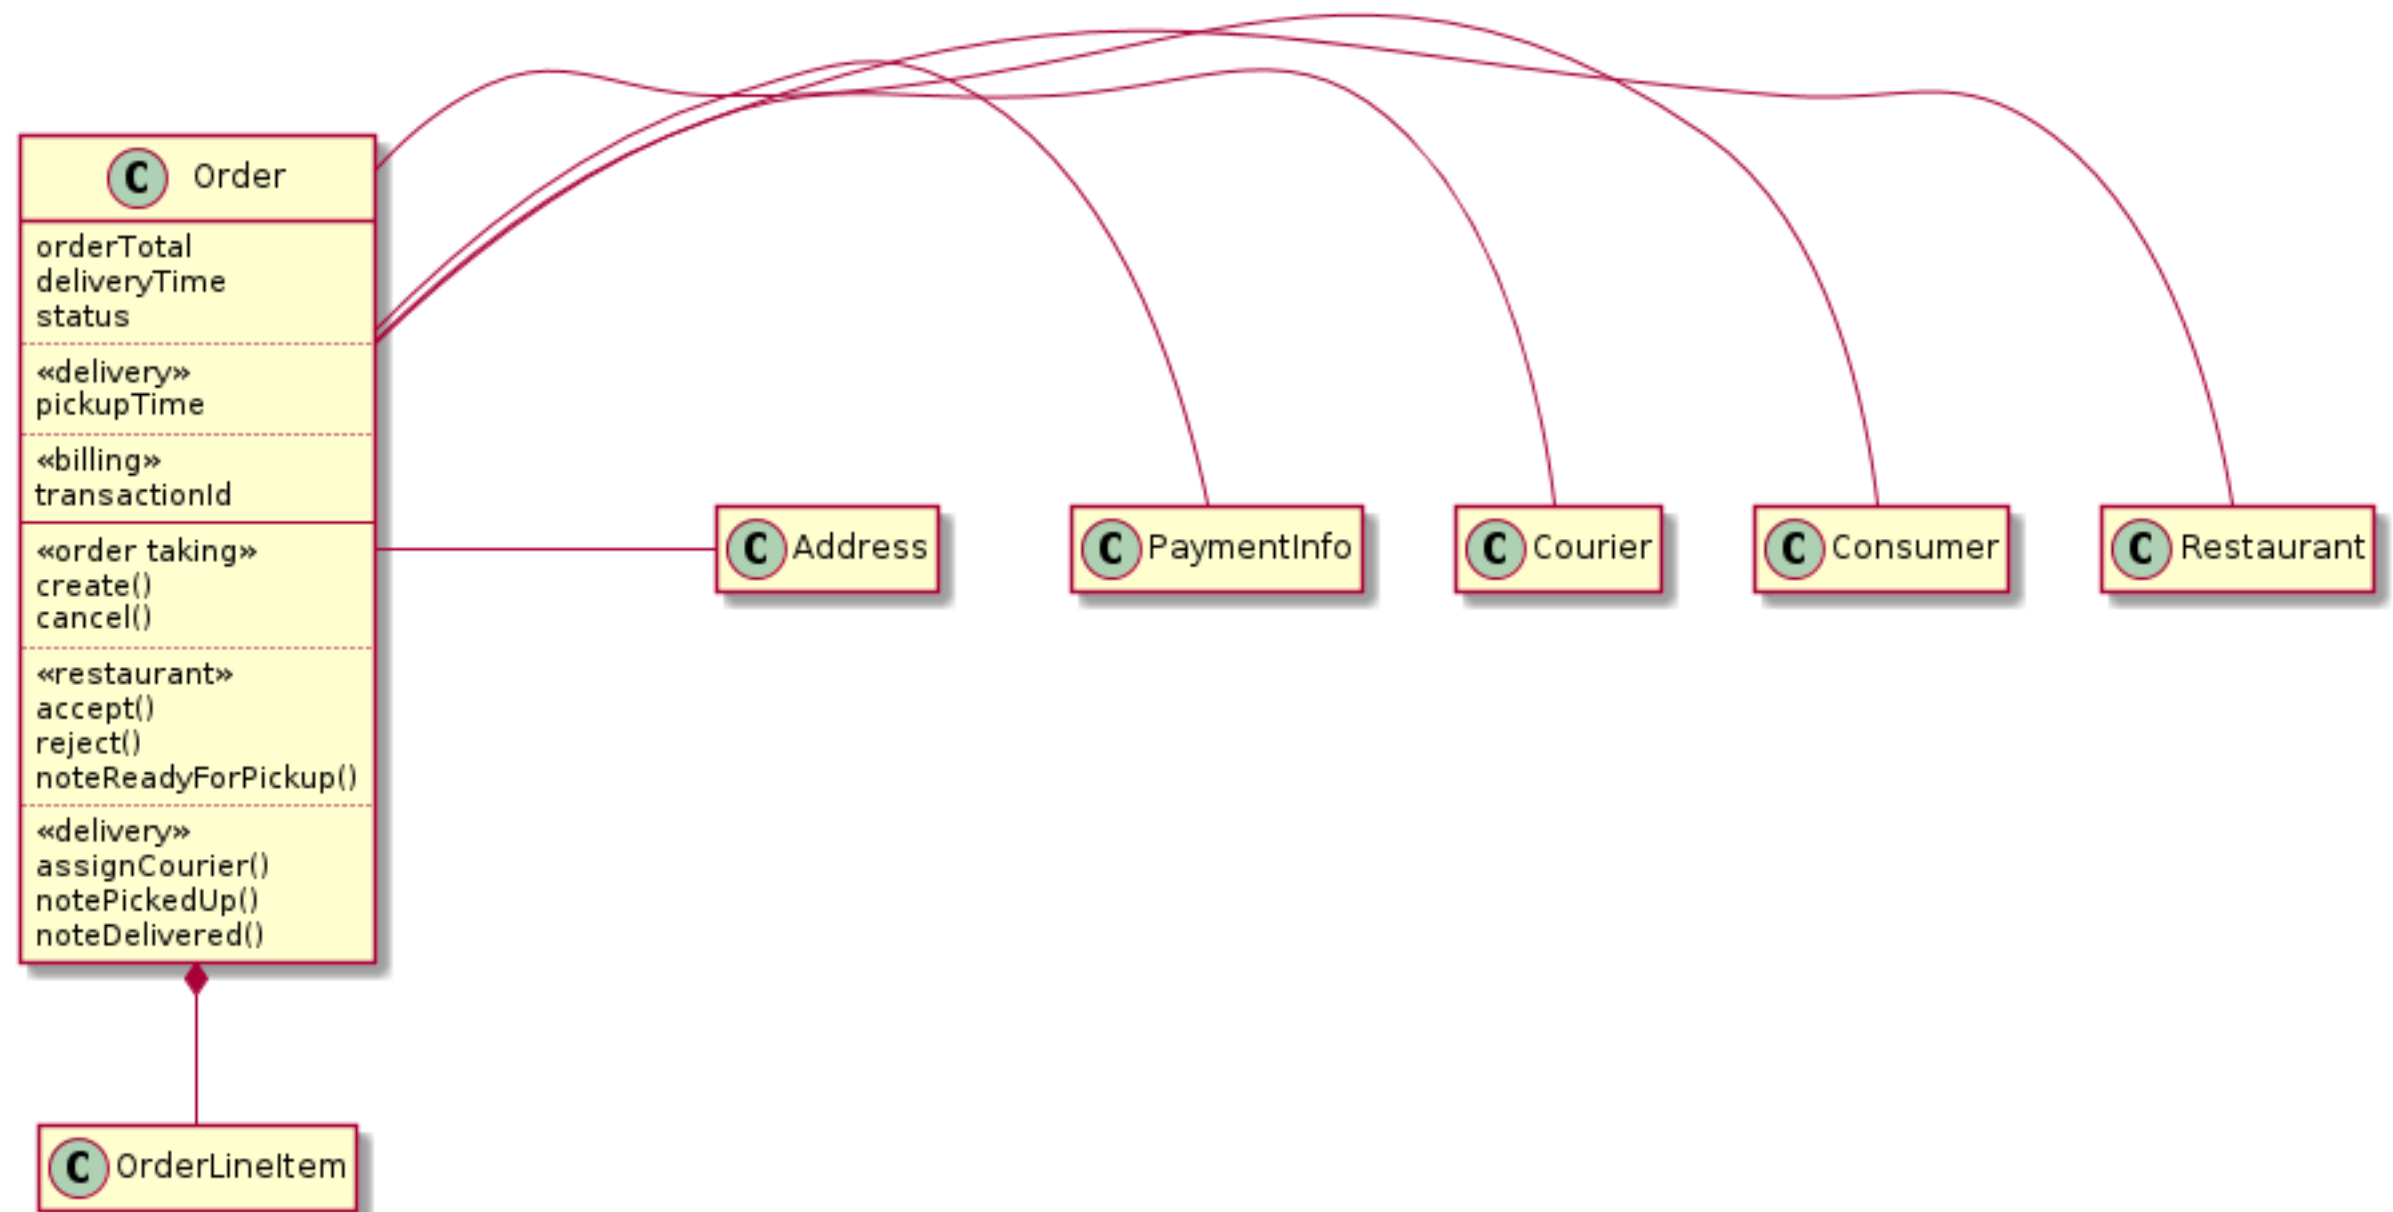 C Order
orderTotal
deliveryTime
status
«delivery»
pickupTime
«billing»
transactionId
«order taking»
create()
cancel()
«restaurant»
accept()
reject()
noteReadyForPickup()
«delivery»
assignCourier()
notePickedUp()
noteDelivered()
C Address
C PaymentInfo
C Courier
C Consumer
C Restaurant
C OrderLineItem